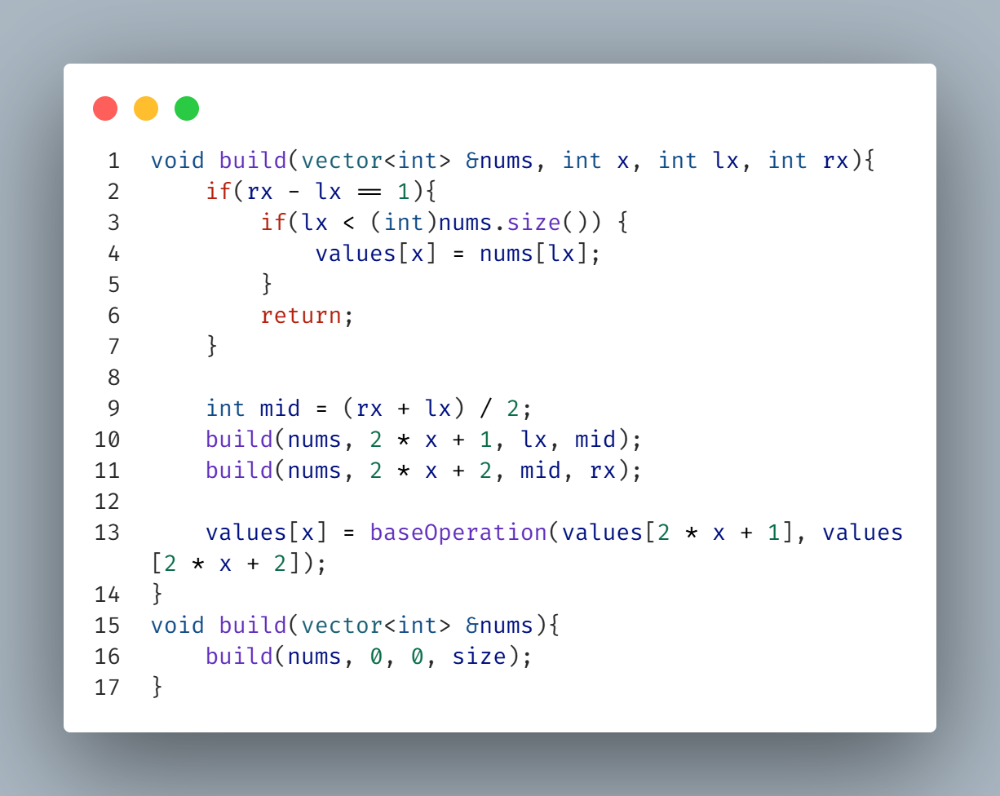 1 void build(vector<int> &nums, int x, int lx, int rx){
2     if(rx - lx == 1){
3         if(lx < (int)nums.size()) {
4             values[x] = nums[lx];
5         }
6         return;
7     }
8
9     int mid = (rx + lx) / 2;
10     build(nums, 2 * x + 1, lx, mid);
11     build(nums, 2 * x + 2, mid, rx);
12
13     values[x] = baseOperation(values[2 * x + 1], values
[2 * x + 2]);
14 }
15 void build(vector<int> &nums){
16     build(nums, 0, 0, size);
17 }